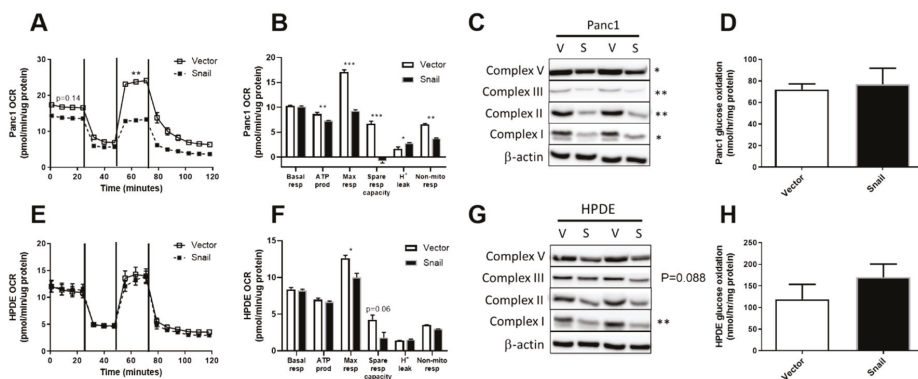 A
Panc1 OCR
(pmol/min/ug protein)
30
20
10
0
p=0.14
**
Vector
Snail
0 20 40 60 80 100 120
Time (minutes)
B
Panc1 OCR
(pmol/min/ug protein)
20
15
10
5
0
**
***
***
*
**
Vector
Snail
Basal resp
ATP prod
Max resp
Spare resp capacity
H+ leak
Non-mito resp
C
Panc1
V S V S
Complex V *
Complex III **
Complex II **
Complex I *
β-actin
D
Panc1 glucose oxidation
(nmol/hr/mg protein)
100
80
60
40
20
0
Vector
Snail
E
HPDE OCR
(pmol/min/ug protein)
20
15
10
5
0
Vector
Snail
0 20 40 60 80 100 120
Time (minutes)
F
HPDE OCR
(pmol/min/ug protein)
15
10
5
0
*
p=0.06
Vector
Snail
Basal resp
ATP prod
Max resp
Spare resp capacity
H+ leak
Non-mito resp
G
HPDE
V S V S
Complex V
Complex III P=0.088
Complex II
Complex I **
β-actin
H
HPDE glucose oxidation
(nmol/hr/mg protein)
250
200
150
100
50
0
Vector
Snail